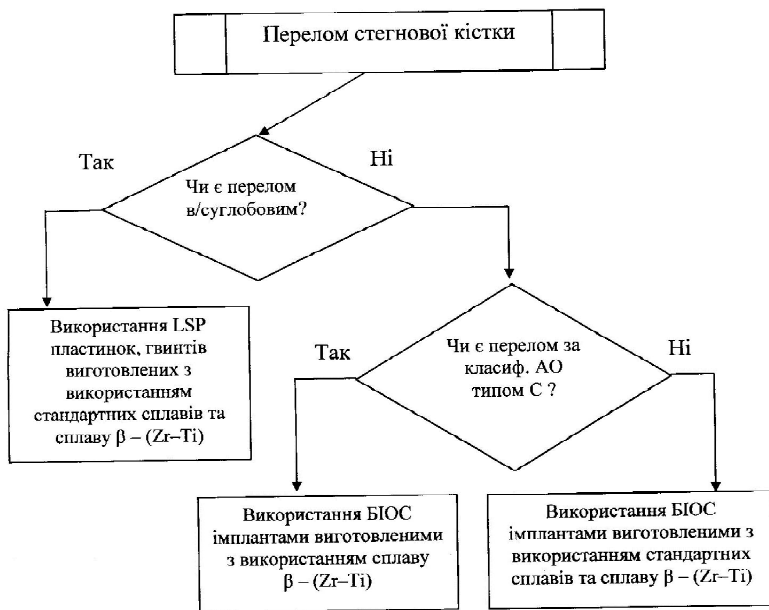 Перелом стегнової кістки
Так
Ні
Чи є перелом
в/суглобовим?
Використання LSP
пластинок, гвинтів
виготовлених з
використанням
стандартних сплавів та
сплаву β – (Zr–Ti)
Так
Ні
Чи є перелом за
класиф. АО
типом С ?
Використання БІОС
імплантами виготовленими
з використанням сплаву
β – (Zr–Ti)
Використання БІОС
імплантами виготовленими з
використанням стандартних
сплавів та сплаву β – (Zr–Ti)